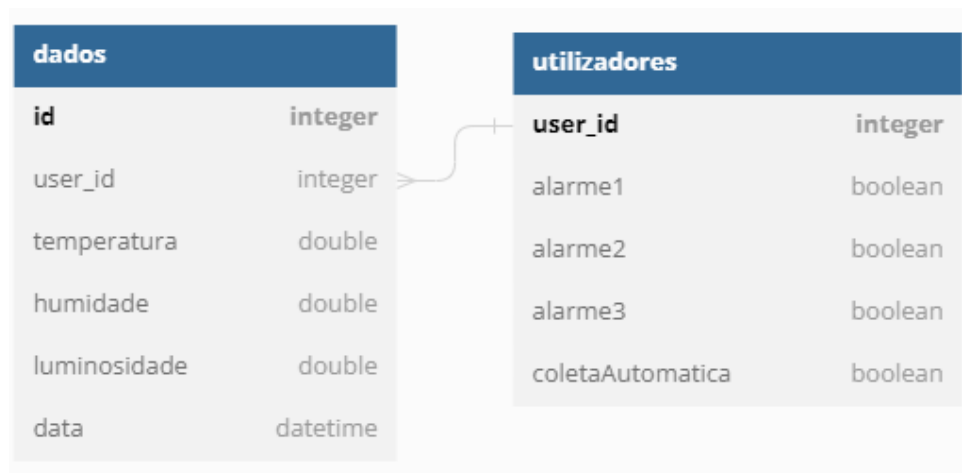 dados
id integer
user_id integer
temperatura double
humidade double
luminosidade double
data datetime
utilizadores
user_id integer
alarme1 boolean
alarme2 boolean
alarme3 boolean
coletaAutomatica boolean